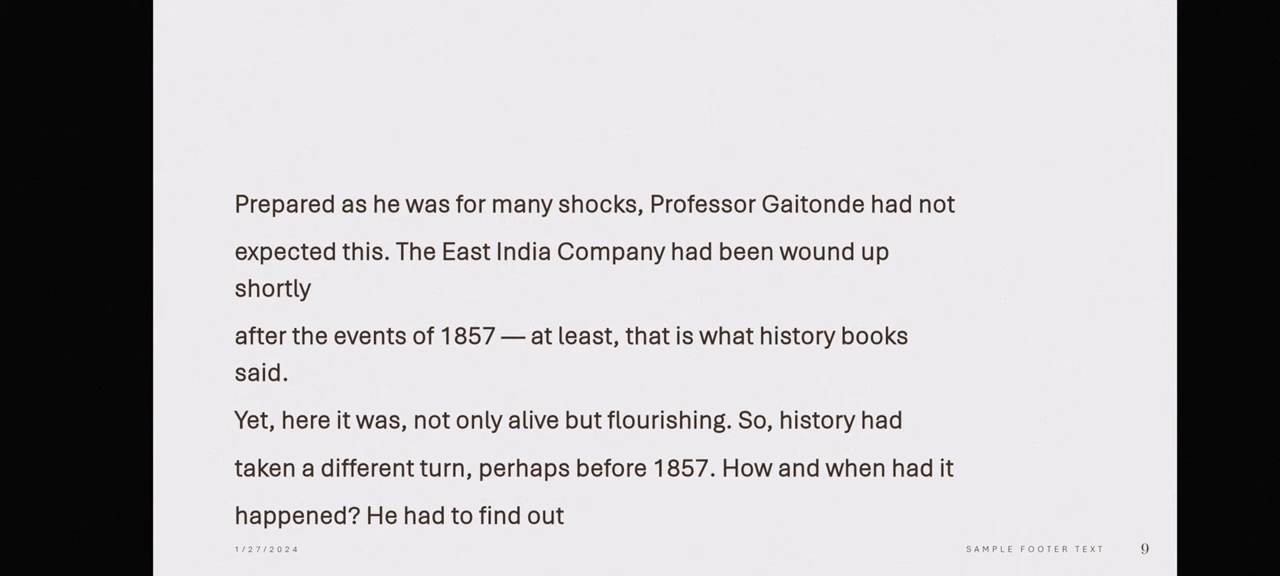 Prepared as he was for many shocks, Professor Gaitonde had not
expected this. The East India Company had been wound up
shortly
after the events of 1857 — at least, that is what history books
said.
Yet, here it was, not only alive but flourishing. So, history had
taken a different turn, perhaps before 1857. How and when had it
happened? He had to find out
1/27/2024
SAMPLE FOOTER TEXT
9